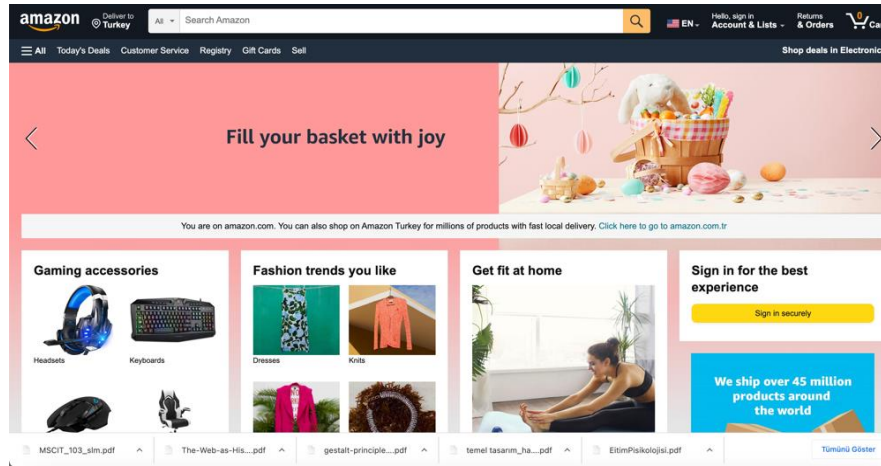 amazon
Deliver to
Turkey
All
Search Amazon
EN
Hello, sign in
Account & Lists
Returns
& Orders
0
All
Today's Deals
Customer Service
Registry
Gift Cards
Sell
Shop deals in Electronic
Fill your basket with joy
You are on amazon.com. You can also shop on Amazon Turkey for millions of products with fast local delivery. Click here to go to amazon.com.tr
Gaming accessories
Headsets
Keyboards
Fashion trends you like
Dresses
Knits
Get fit at home
Sign in for the best
experience
Sign in securely
We ship over 45 million
products around
the world
MSCIT_103_slm.pdf
The-Web-as-His....pdf
gestalt-principle....pdf
temel tasarım_ha....pdf
EitimPisikolojisi.pdf
Tümünü Göster